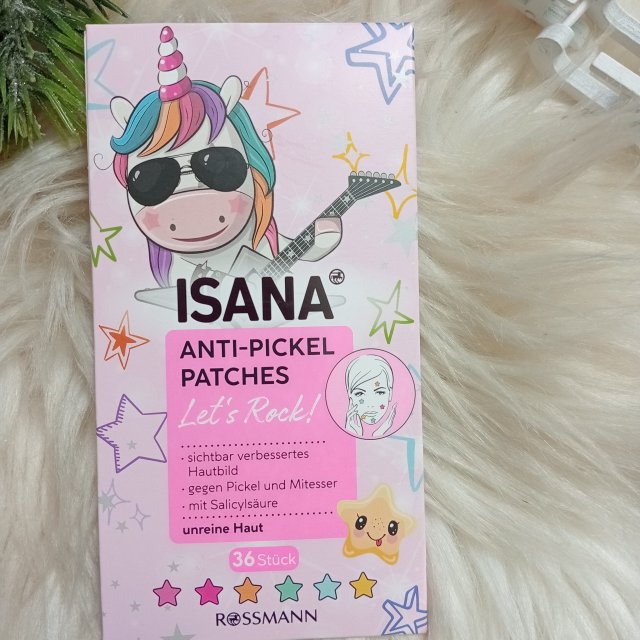 ISANA
ANTI-PICKEL
PATCHES
Let's Rock!
· sichtbar verbessertes
Hautbild
· gegen Pickel und Mitesser
· mit Salicylsäure
unreine Haut
36 Stück
ROSSMANN